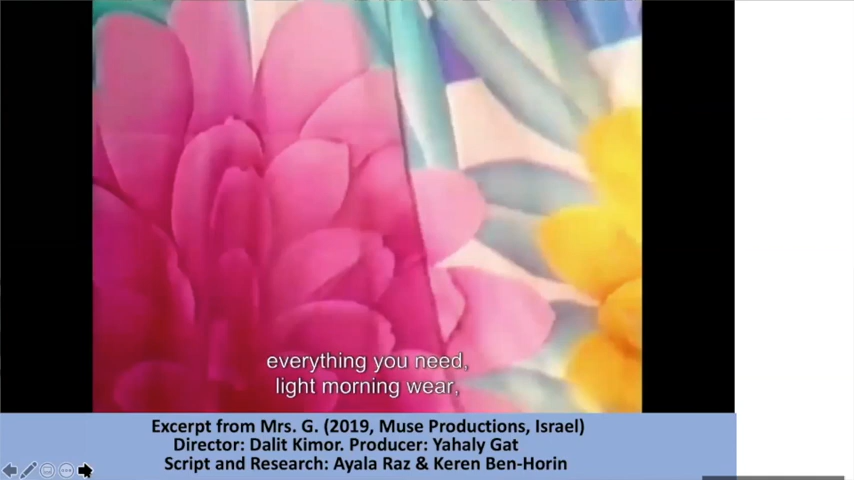 everything you need,
light morning wear,
Excerpt from Mrs. G. (2019, Muse Productions, Israel)
Director: Dalit Kimor. Producer: Yahaly Gat
Script and Research: Ayala Raz & Keren Ben-Horin